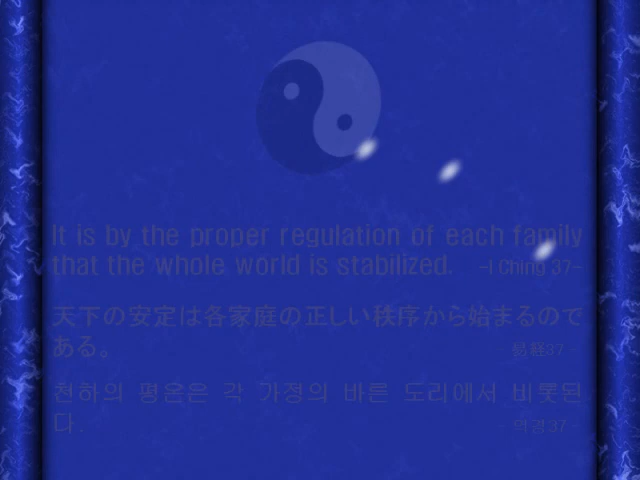 It is by the proper regulation of each family
that the whole world is stabilized. -I Ching 37-
天下の安定は各家庭の正しい秩序から始まるので
ある。 易経37 -
천하의 평온은 각 가정의 바른 도리에서 비롯된
다. - 역경37-